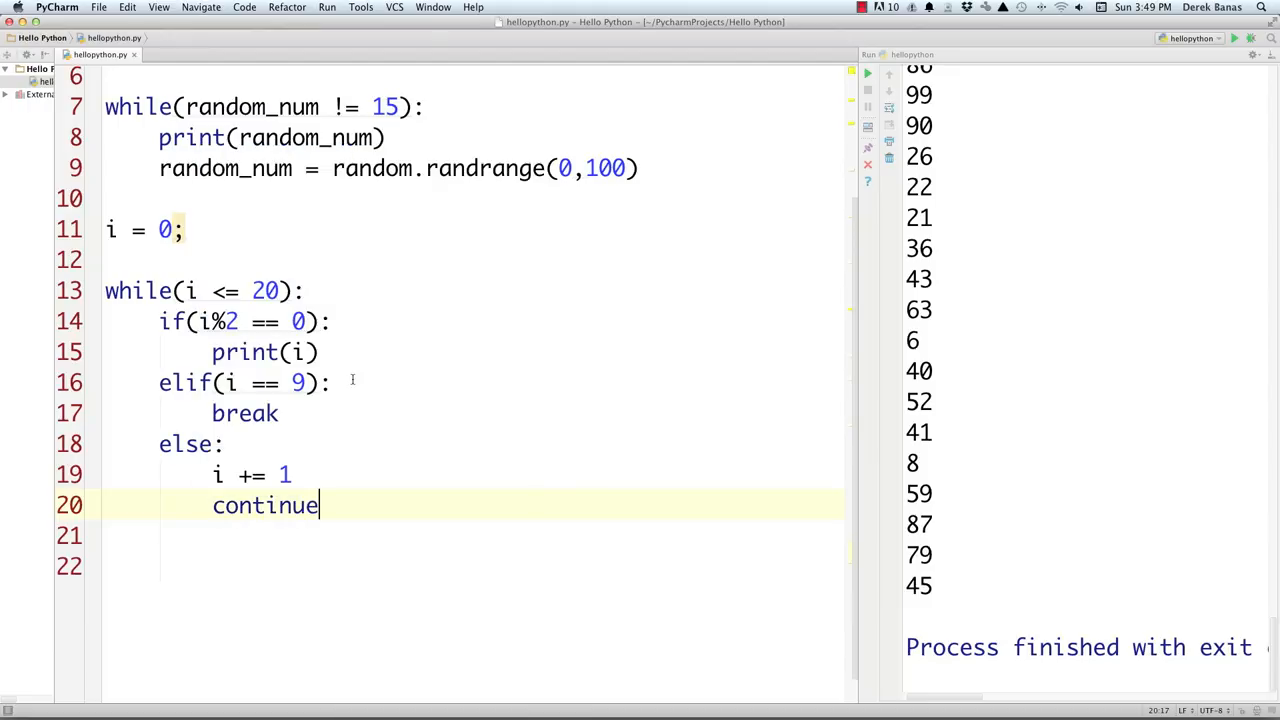 PyCharm File Edit View Navigate Code Refactor Run Tools VCS Window Help 10 Sun 3:49 PM Derek Banas
hellopython.py - [~/PycharmProjects/Hello Python]
Hello Python hellopython.py hellopython
hellopython.py Run hellopython
Hello P
hell
Externa
6
7 while(random_num != 15):
8 print(random_num)
9 random_num = random.randrange(0,100)
10
11 i = 0;
12
13 while(i <= 20):
14 if(i%2 == 0):
15 print(i)
16 elif(i == 9):
17 break
18 else:
19 i += 1
20 continue
21
22
86
99
90
26
22
21
36
43
63
6
40
52
41
8
59
87
79
45
Process finished with exit
20:17 LF UTF-8